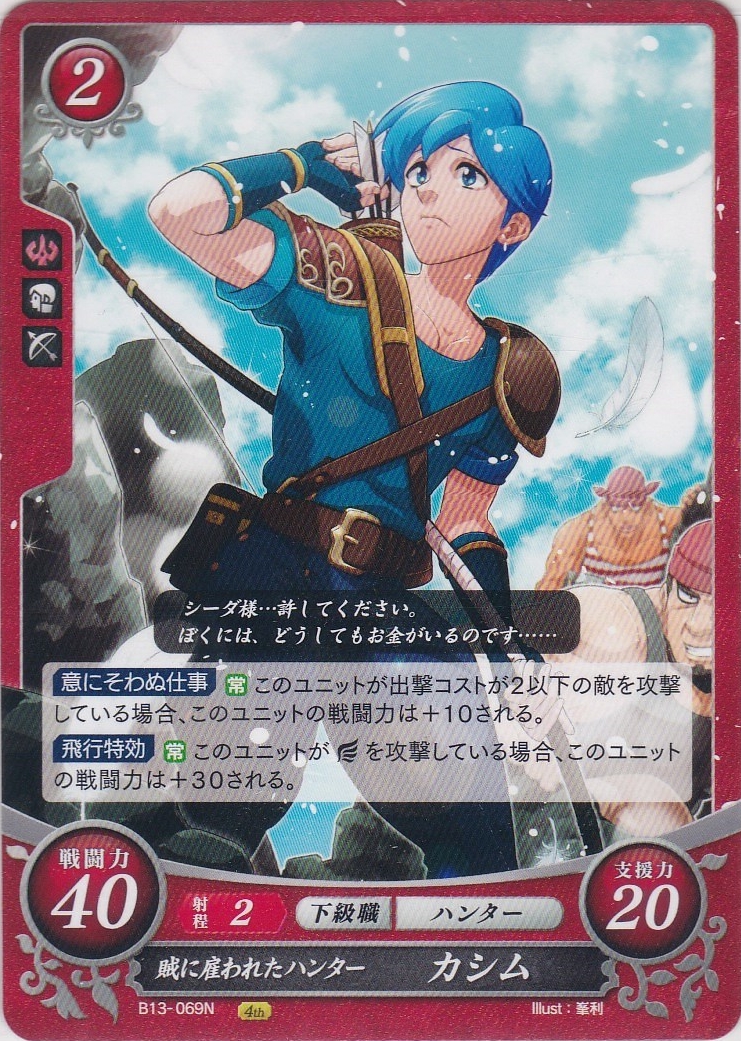 2
シーダ様…許してください。
ぼくには、どうしてもお金がいるのです……
意にそわぬ仕事 常 このユニットが出撃コストが2以下の敵を攻撃
している場合、このユニットの戦闘力は＋10される。
飛行特効 常 このユニットが を攻撃している場合、このユニット
の戦闘力は＋30される。
戦闘力
40
射程 2
下級職 ハンター
支援力
20
賊に雇われたハンター カシム
B13-069N 4th Illust：峯利